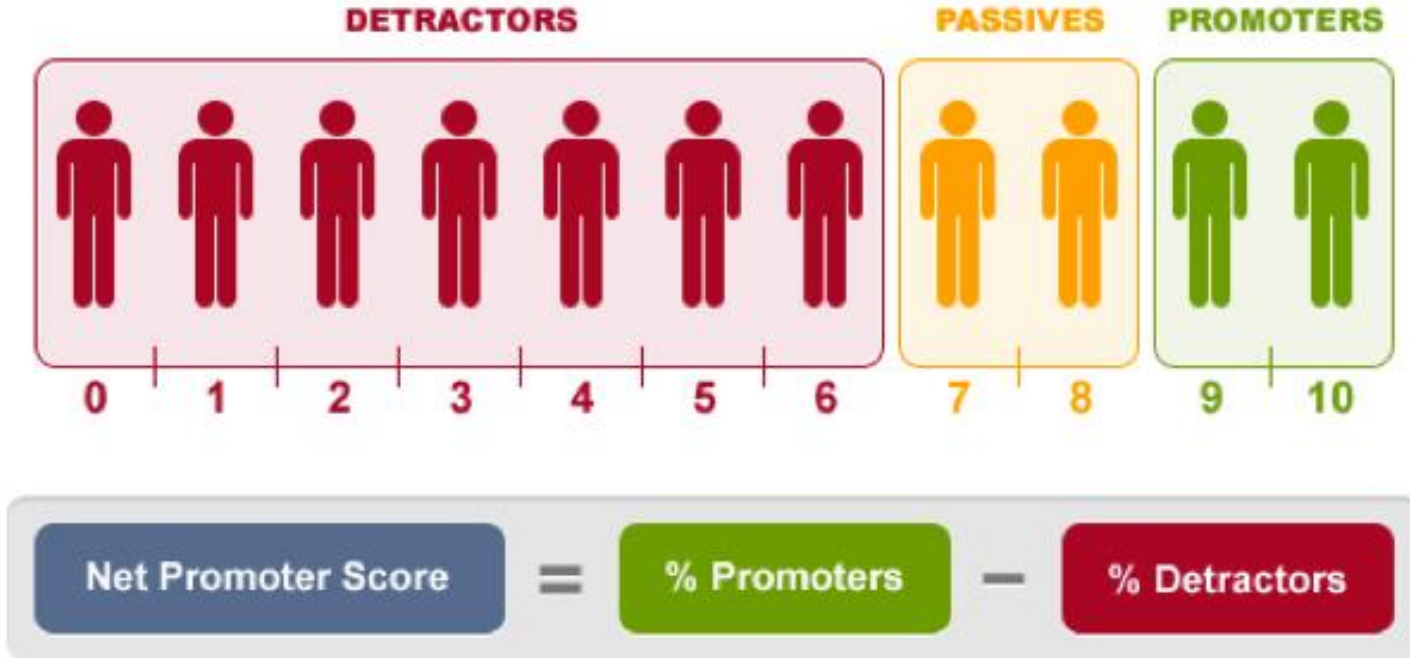 DETRACTORS PASSIVES PROMOTERS
0 1 2 3 4 5 6 7 8 9 10
Net Promoter Score = % Promoters − % Detractors